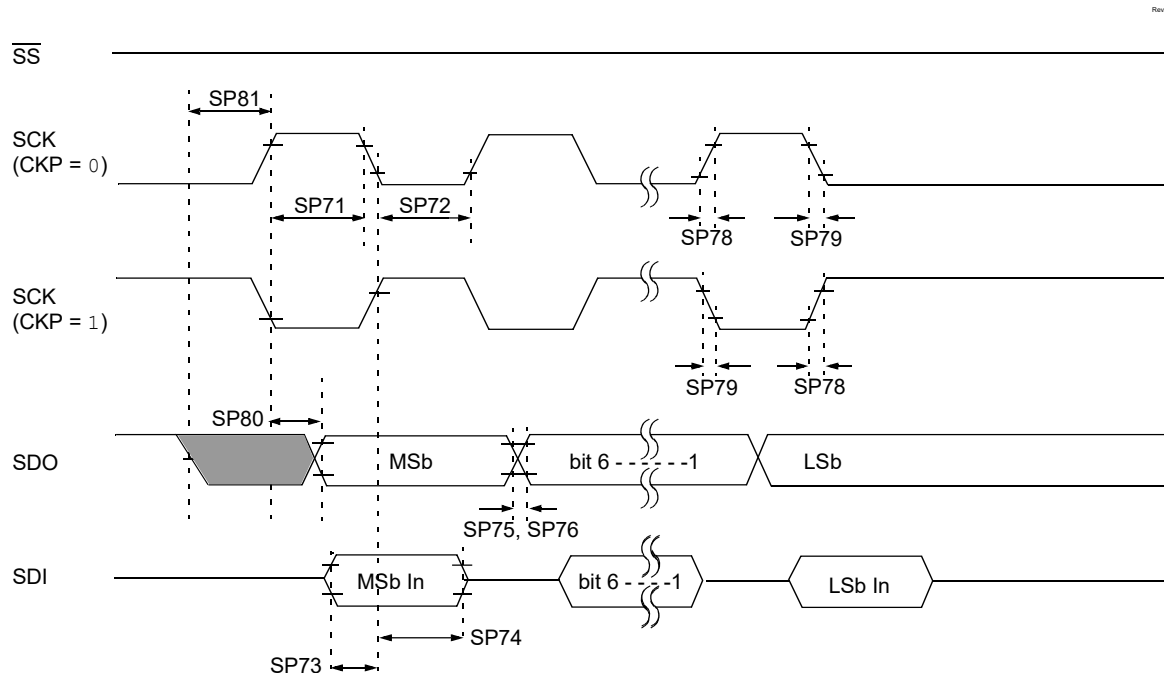 Rev
SS
SP81
SCK
(CKP = 0)
SP71
SP72
SP78
SP79
SCK
(CKP = 1)
SP79
SP78
SP80
SDO
MSb
bit 6 - - - - - - -1
LSb
SP75, SP76
SDI
MSb In
bit 6 - - - - -1
LSb In
SP74
SP73